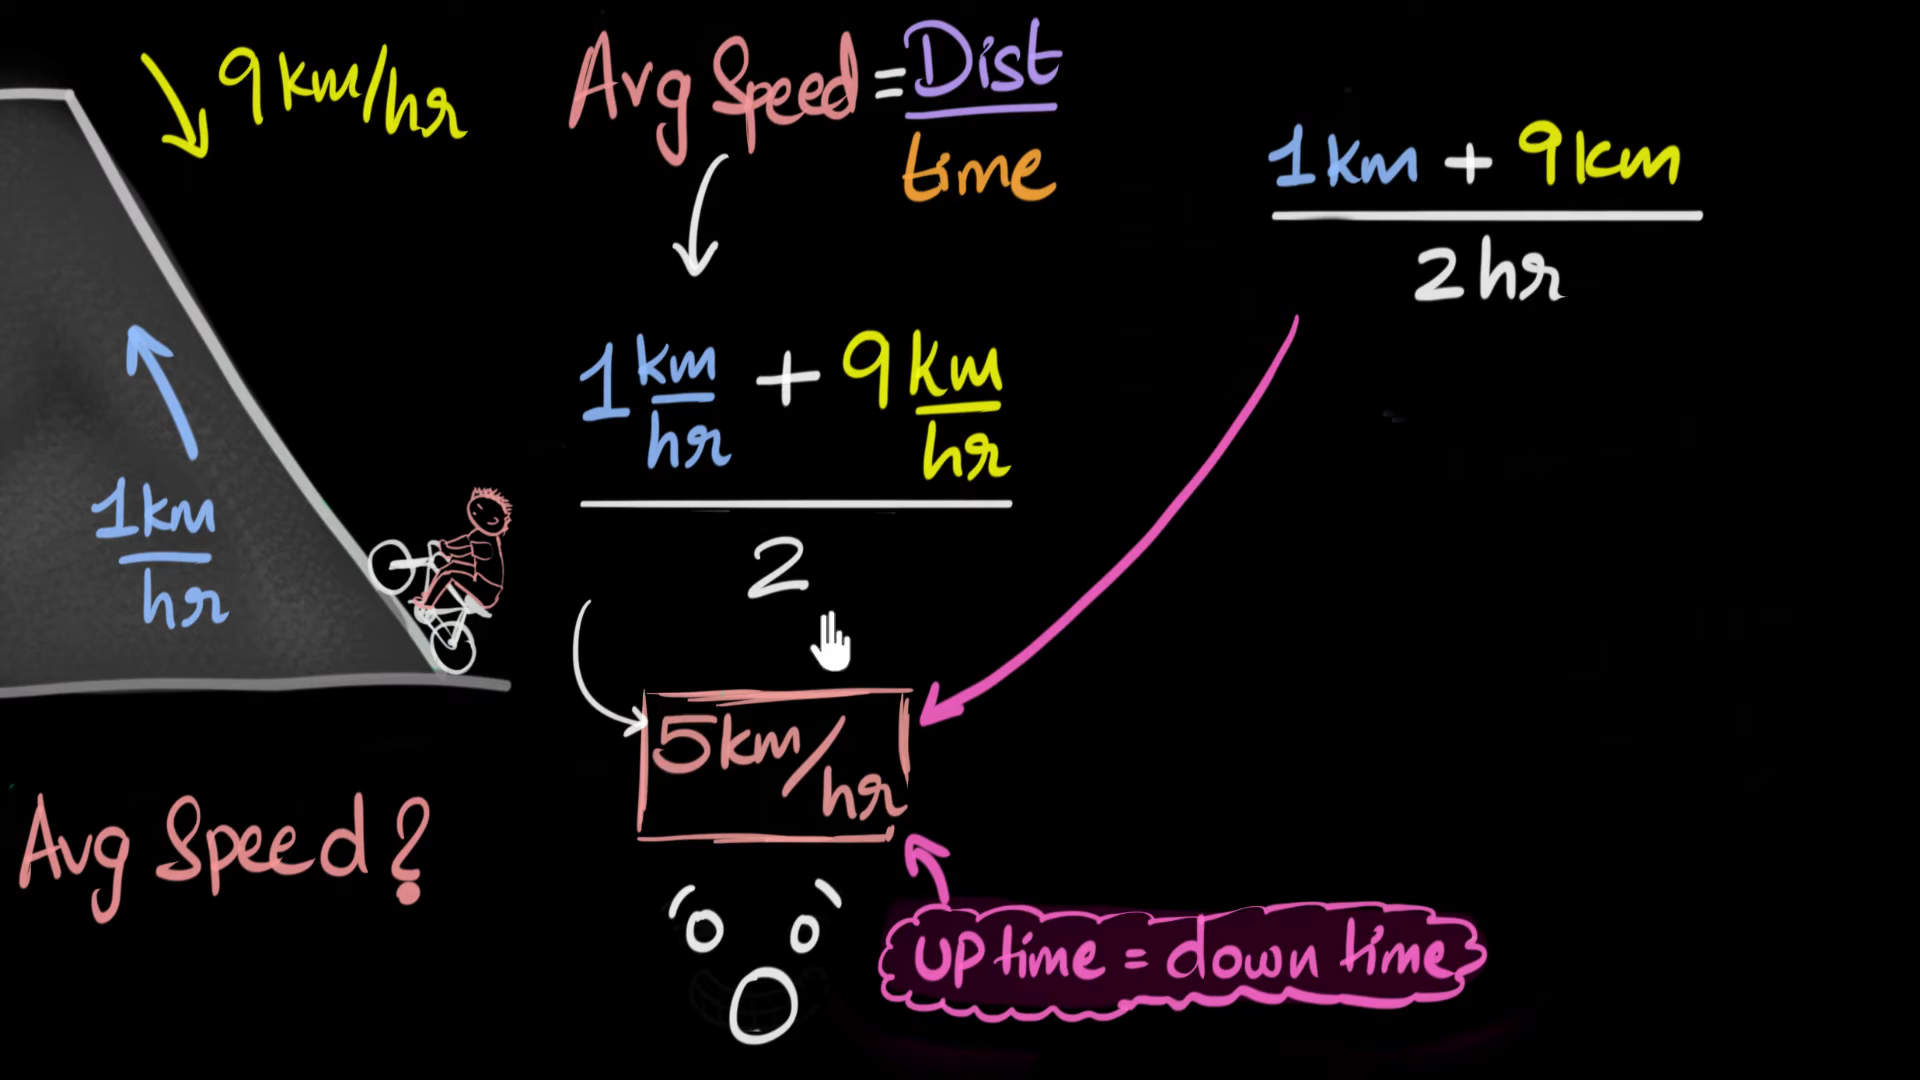 9 km/hr
1 km
hr
Avg Speed?
Avg Speed = Dist
time
1 km/hr + 9 km/hr
2
5 km/hr
1 km + 9 km
2 hr
up time = down time